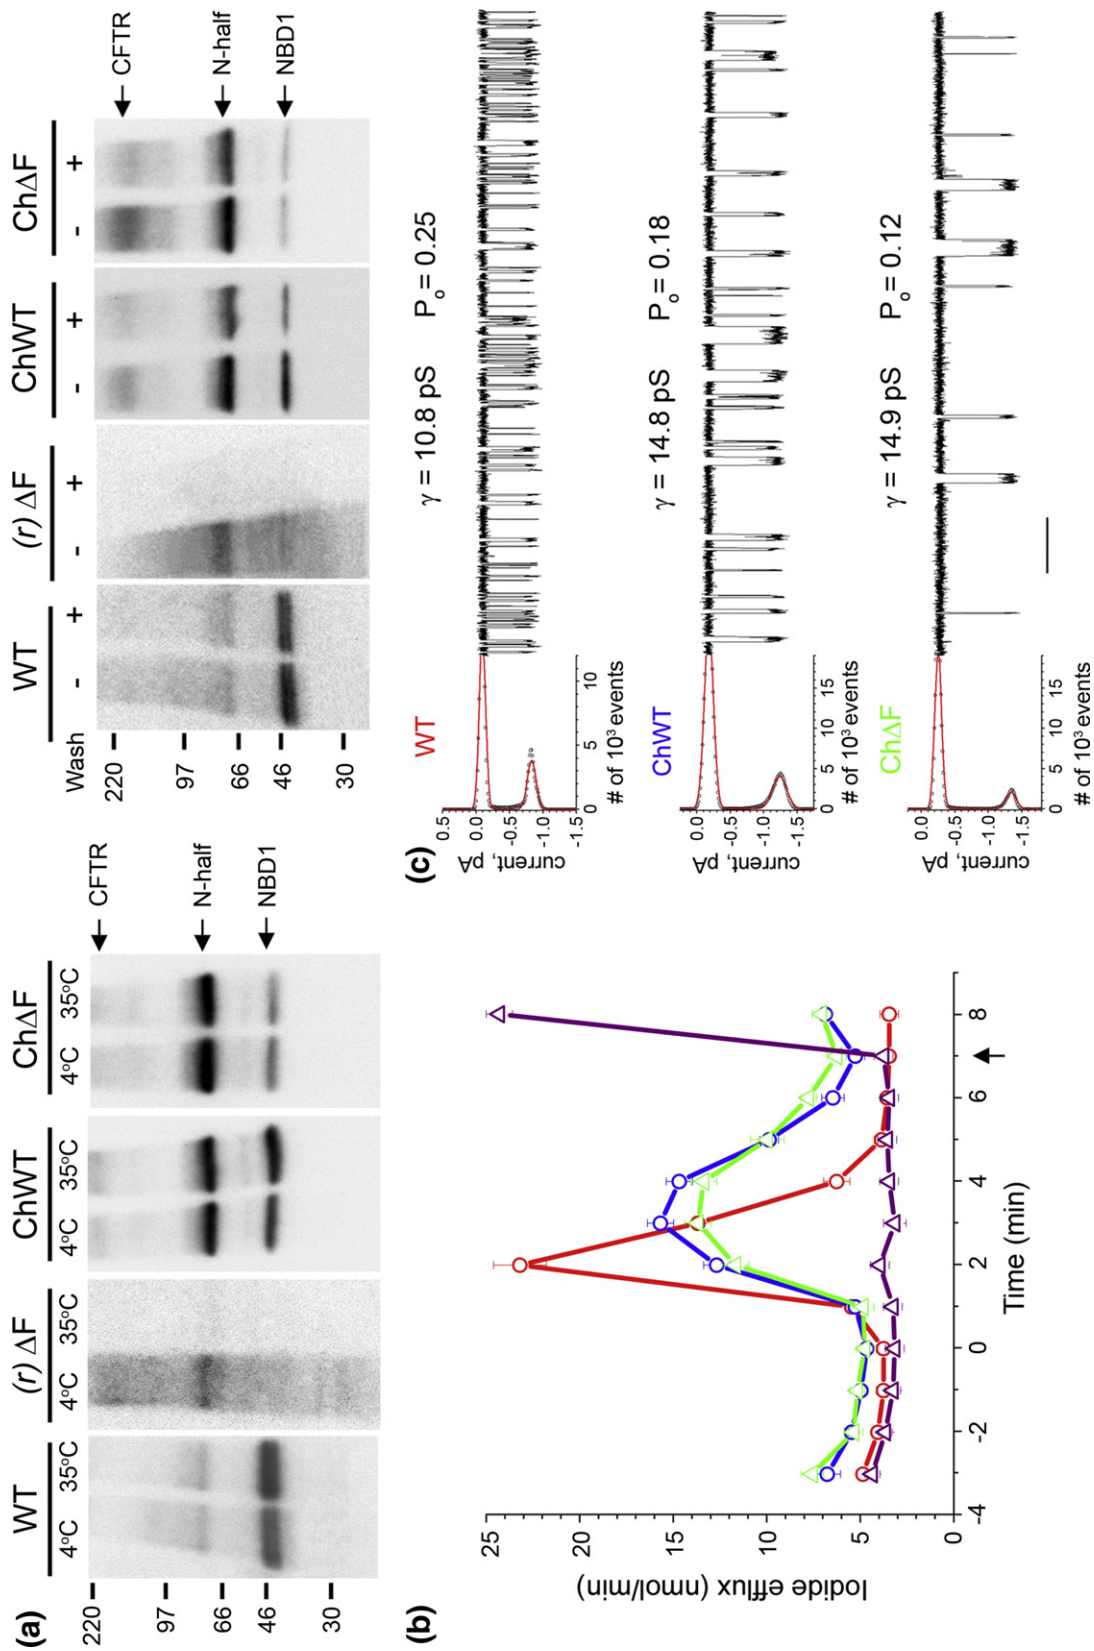 (a)
WT
(r) ΔF
ChWT
ChΔF
4°C 35°C 4°C 35°C 4°C 35°C 4°C 35°C
220
97
66
46
30
CFTR
N-half
NBD1
WT
(r) ΔF
ChWT
ChΔF
Wash - + - + - + - +
220
97
66
46
30
CFTR
N-half
NBD1
(b)
Iodide efflux (nmol/min)
25
20
15
10
5
0
-4 -2 0 2 4 6 8
Time (min)
(c)
WT
γ = 10.8 pS Po = 0.25
current, pA
0.5
0.0
-0.5
-1.0
-1.5
0 5 10
# of 10³ events
ChWT
γ = 14.8 pS Po = 0.18
current, pA
0.0
-0.5
-1.0
-1.5
0 5 10 15
# of 10³ events
ChΔF
γ = 14.9 pS Po = 0.12
current, pA
0.0
-0.5
-1.0
-1.5
0 5 10 15
# of 10³ events